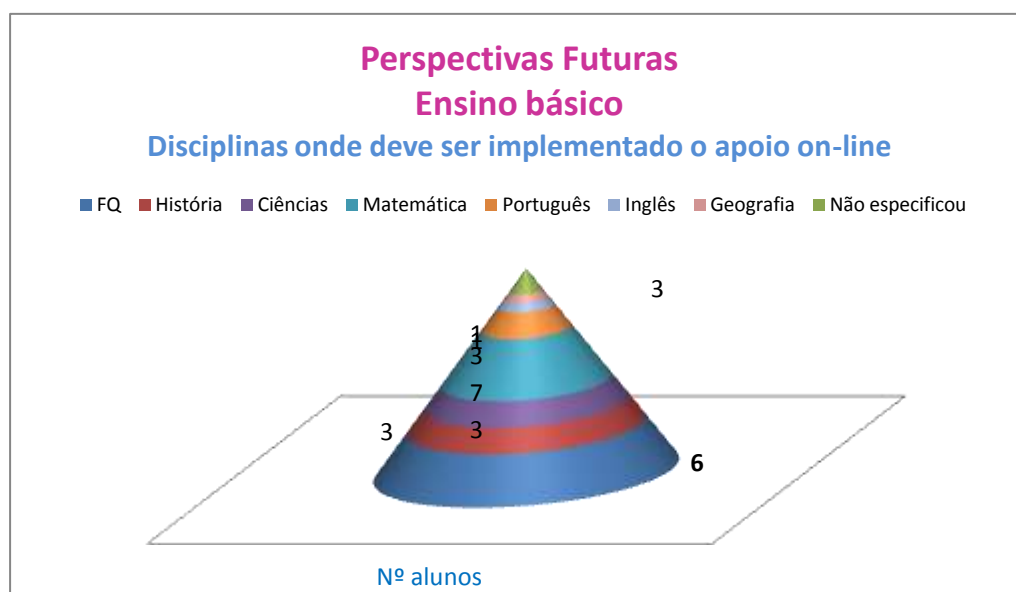 Perspectivas Futuras
Ensino básico
Disciplinas onde deve ser implementado o apoio on-line
FQ História Ciências Matemática Português Inglês Geografia Não especificou
3
1
1
3
7
3 3
6
Nº alunos